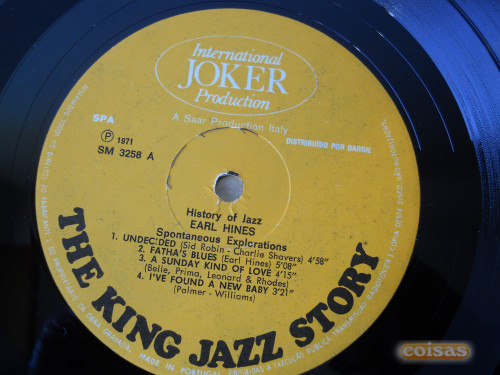 International
JOKER
Production
A Saar Production Italy
SPA
DISTRIBUIDO POR DARGIL
Ⓟ 1971
SM 3258 A
History of Jazz
EARL HINES
Spontaneous Explorations
1. UNDECIDED (Sid Robin - Charlie Shavers) 4'58"
2. FATHA'S BLUES (Earl Hines) 5'08"
3. A SUNDAY KIND OF LOVE 4'15"
(Belle, Prima, Leonard & Rhodes)
4. I'VE FOUND A NEW BABY 3'21"
(Palmer - Williams)
THE KING JAZZ STORY
MADE IN PORTUGAL
coisas